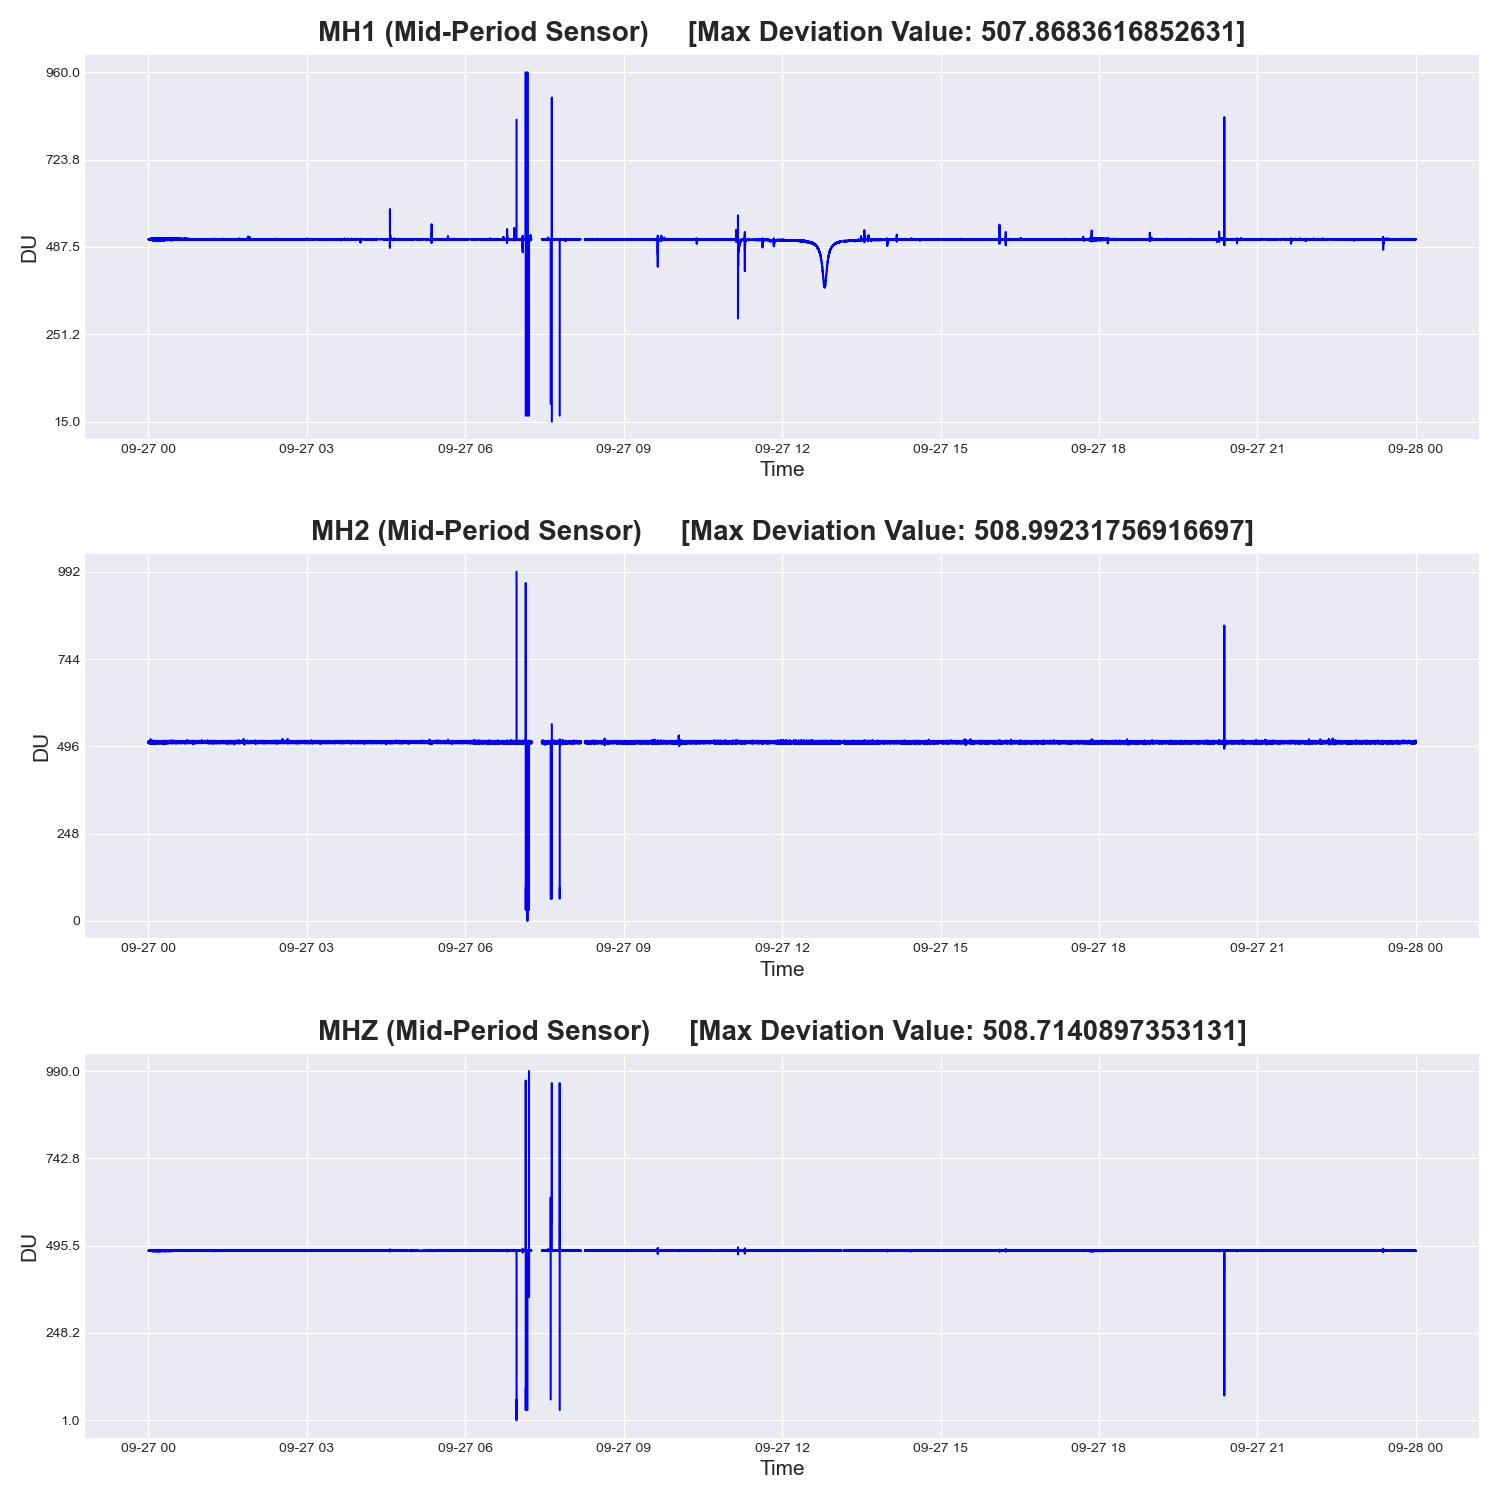 MH1 (Mid-Period Sensor) [Max Deviation Value: 507.8683616852631]
960.0
723.8
487.5
251.2
15.0
DU
09-27 00 09-27 03 09-27 06 09-27 09 09-27 12 09-27 15 09-27 18 09-27 21 09-28 00
Time
MH2 (Mid-Period Sensor) [Max Deviation Value: 508.99231756916697]
992
744
496
248
0
DU
09-27 00 09-27 03 09-27 06 09-27 09 09-27 12 09-27 15 09-27 18 09-27 21 09-28 00
Time
MHZ (Mid-Period Sensor) [Max Deviation Value: 508.7140897353131]
990.0
742.8
495.5
248.2
1.0
DU
09-27 00 09-27 03 09-27 06 09-27 09 09-27 12 09-27 15 09-27 18 09-27 21 09-28 00
Time